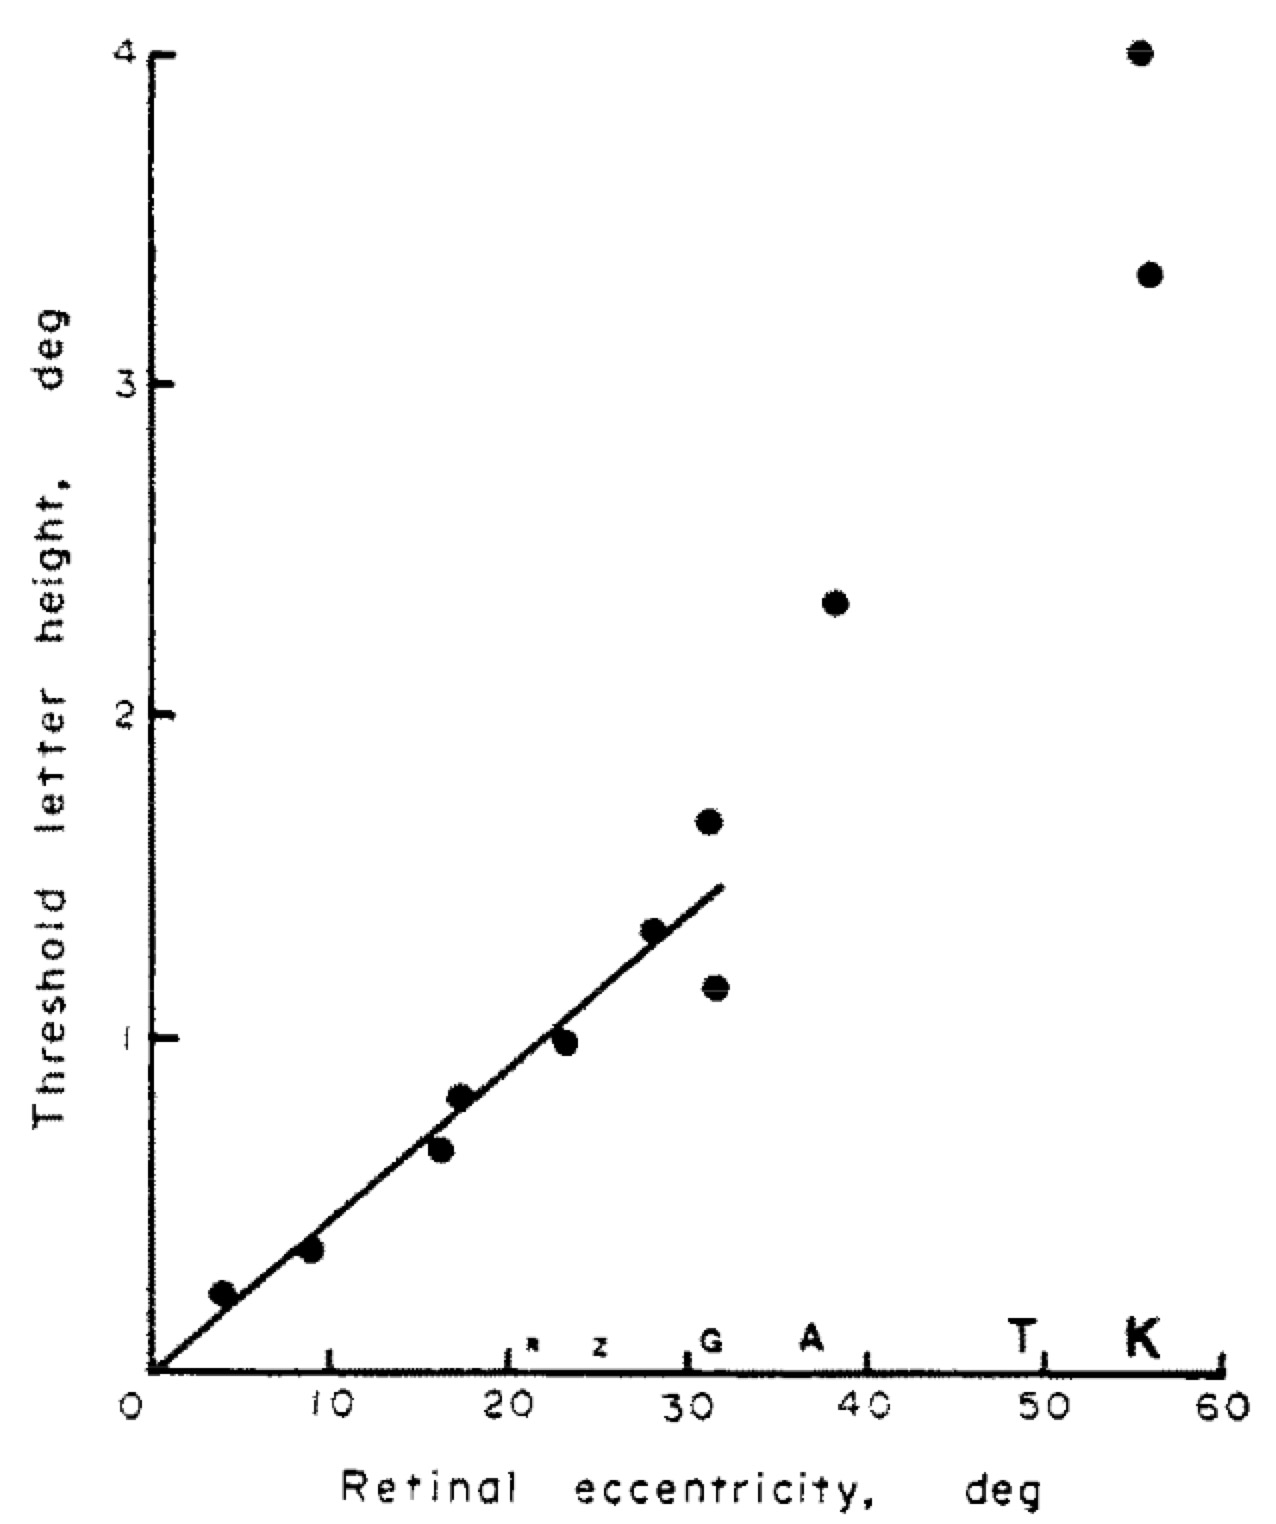 4
3
2
1
Threshold letter height, deg
R Z G A T K
0 10 20 30 40 50 60
Retinal eccentricity, deg